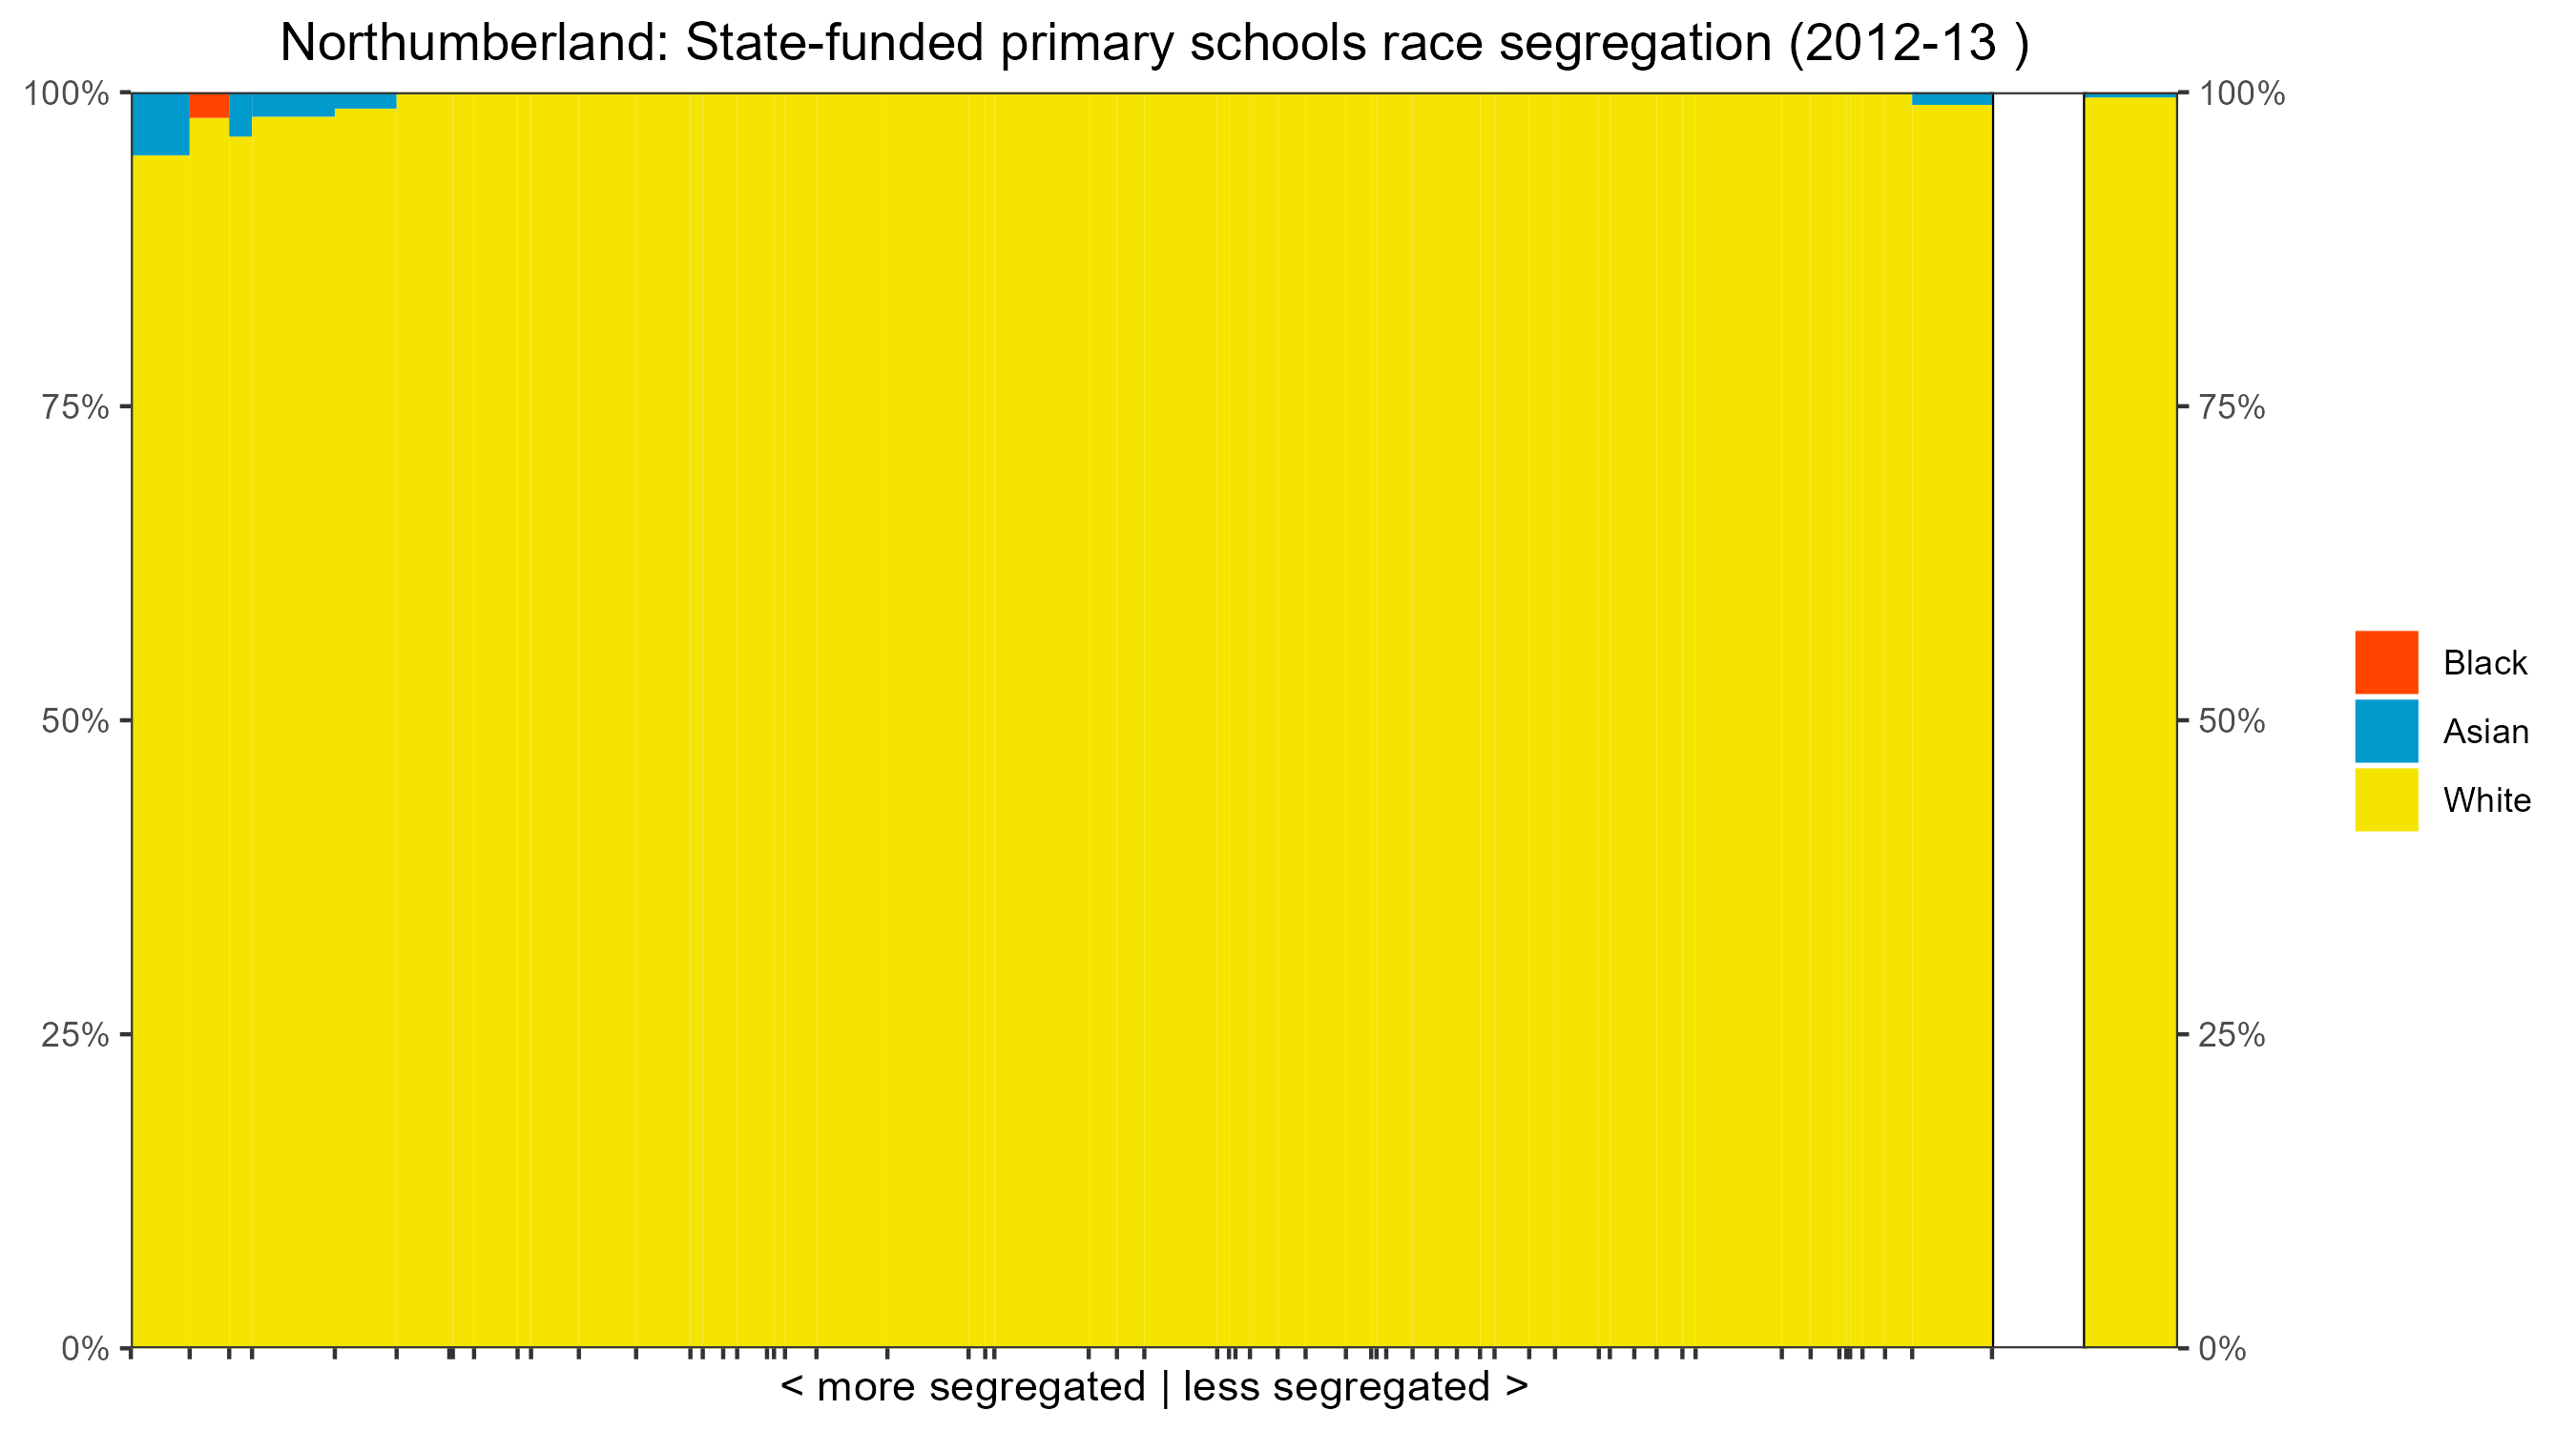 Northumberland: State-funded primary schools race segregation (2012-13 )
100%
75%
50%
25%
0%
100%
75%
50%
25%
0%
< more segregated | less segregated >
Black
Asian
White